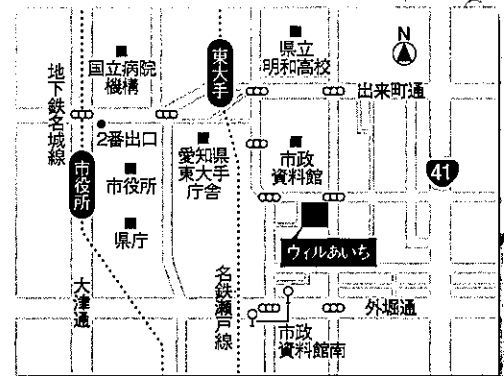 N
県立
明和高校
国立病院
機構
東大手
地下鉄名城線
出来町通
2番出口
愛知県
東大手
庁舎
市政
資料館
41
市役所
市役所
県庁
ウィルあいち
大津通
名鉄瀬戸線
外堀通
市政
資料館南